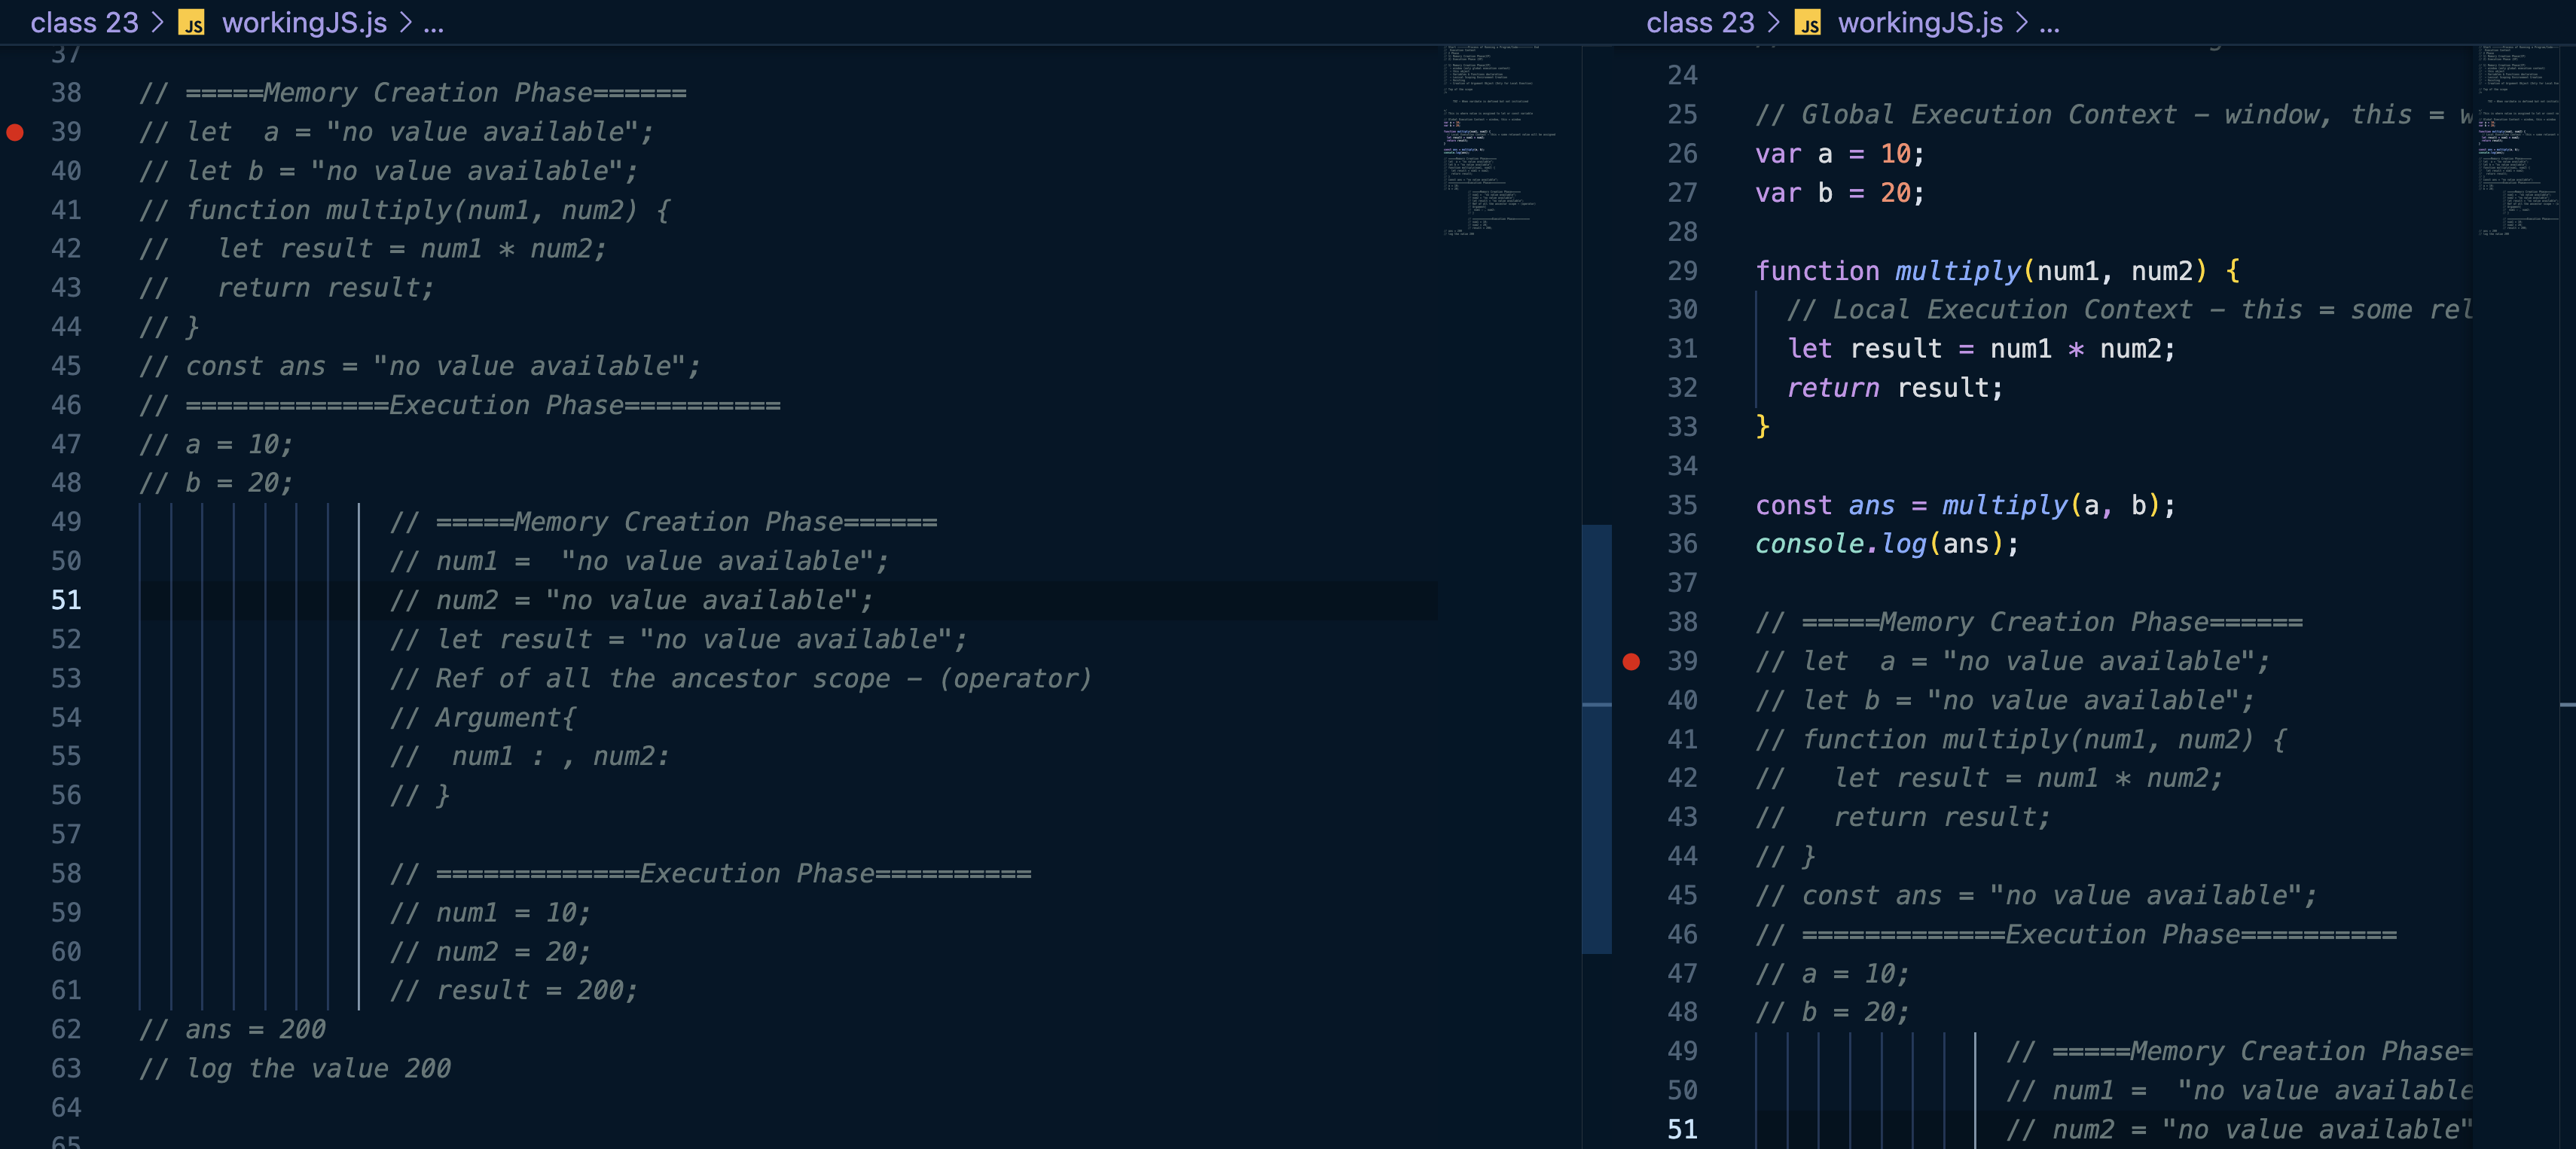 class 23 > JS workingJS.js > ...
37
38 // =====Memory Creation Phase======
39 // let  a = "no value available";
40 // let b = "no value available";
41 // function multiply(num1, num2) {
42 //   let result = num1 * num2;
43 //   return result;
44 // }
45 // const ans = "no value available";
46 // =============Execution Phase==========
47 // a = 10;
48 // b = 20;
49 // =====Memory Creation Phase======
50 // num1 =  "no value available";
51 // num2 = "no value available";
52 // let result = "no value available";
53 // Ref of all the ancestor scope – (operator)
54 // Argument{
55 //  num1 : , num2:
56 // }
57
58 // =============Execution Phase==========
59 // num1 = 10;
60 // num2 = 20;
61 // result = 200;
62 // ans = 200
63 // log the value 200
64
65
class 23 > JS workingJS.js > ...
24
25 // Global Execution Context – window, this = w
26 var a = 10;
27 var b = 20;
28
29 function multiply(num1, num2) {
30   // Local Execution Context – this = some rel
31   let result = num1 * num2;
32   return result;
33 }
34
35 const ans = multiply(a, b);
36 console.log(ans);
37
38 // =====Memory Creation Phase======
39 // let  a = "no value available";
40 // let b = "no value available";
41 // function multiply(num1, num2) {
42 //   let result = num1 * num2;
43 //   return result;
44 // }
45 // const ans = "no value available";
46 // =============Execution Phase==========
47 // a = 10;
48 // b = 20;
49 // =====Memory Creation Phase=
50 // num1 =  "no value available
51 // num2 = "no value available"